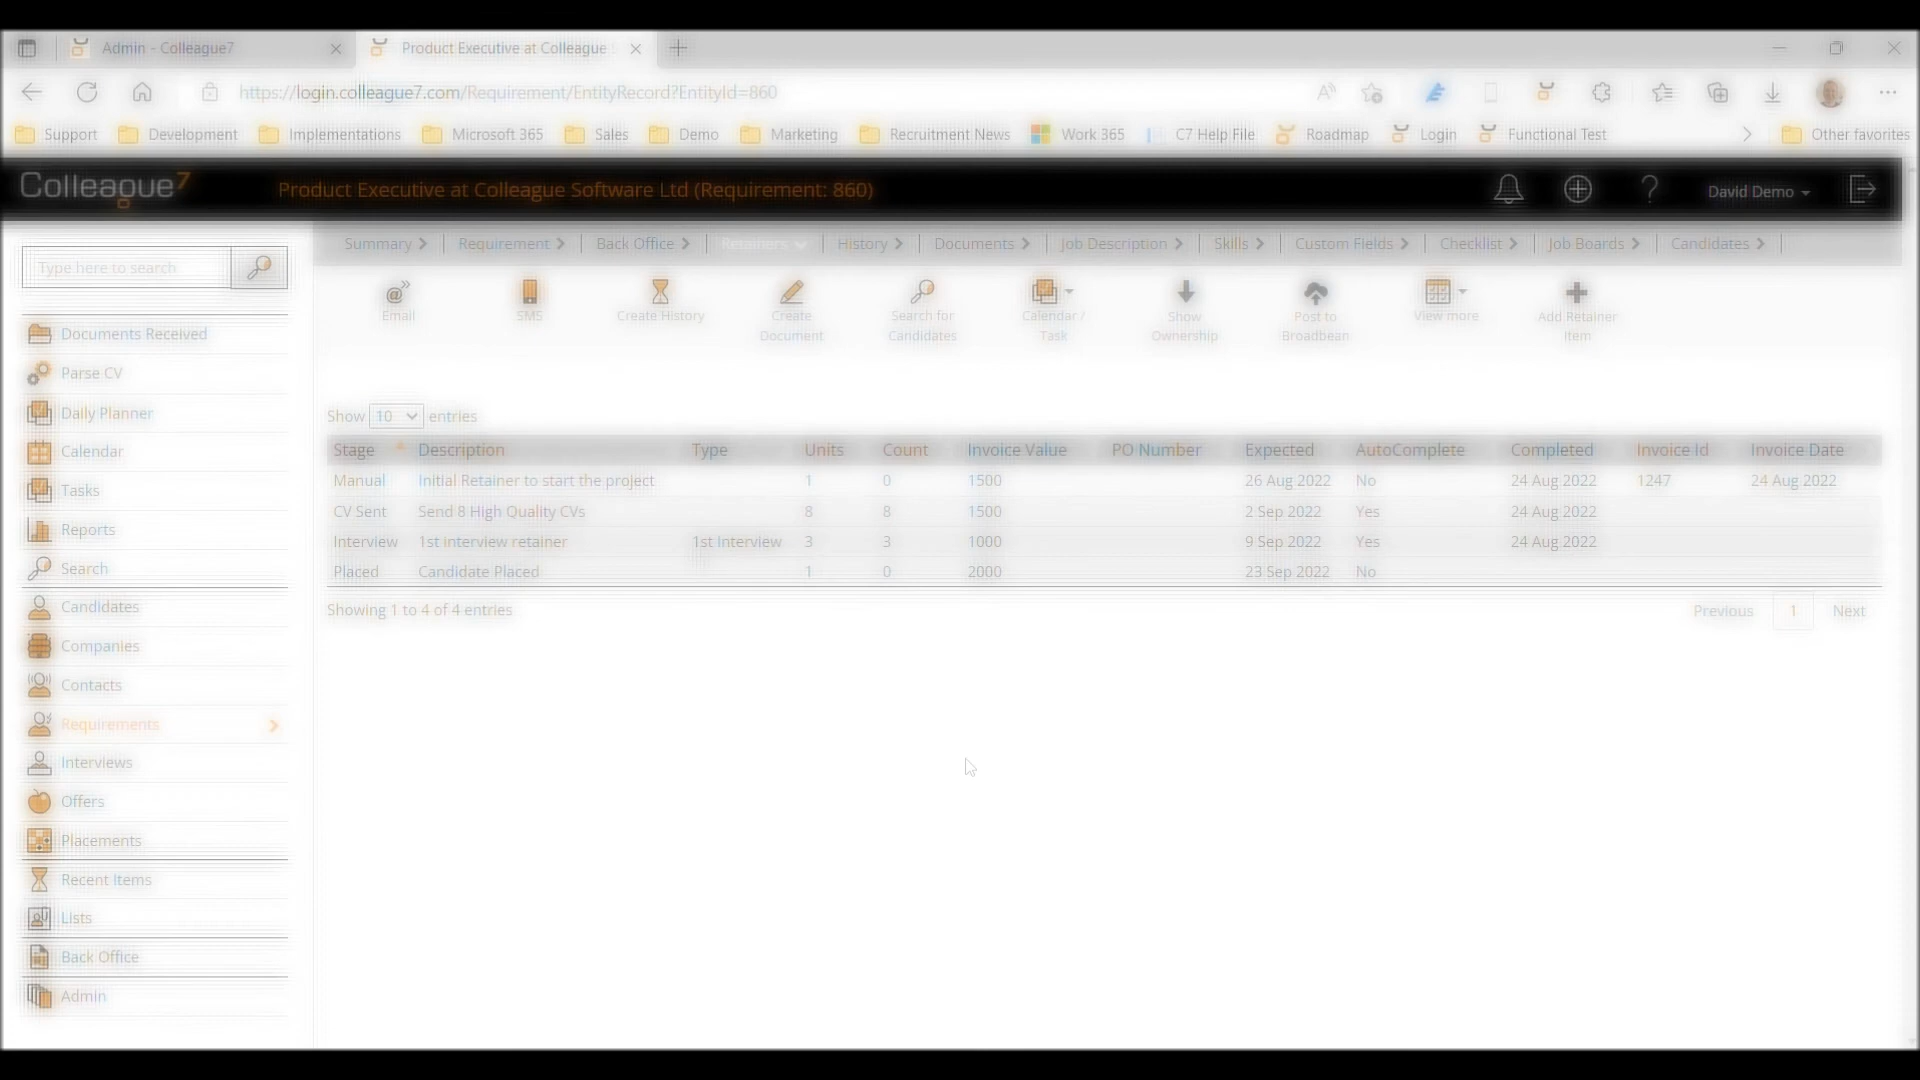 Admin - Colleague7
Product Executive at Colleague
https://login.colleague7.com/Requirement/EntityRecord?EntityId=860
Support Development Implementations Microsoft 365 Sales Demo Marketing Recruitment News Work 365 C7 Help File Roadmap Login Functional Test Other favorites
Colleague7 Product Executive at Colleague Software Ltd (Requirement: 860) David Demo
Summary Requirement Back Office Retainers History Documents Job Description Skills Custom Fields Checklist Job Boards Candidates
Type here to search
Email SMS Create History Create Document Search for Candidates Calendar / Task Show Ownership Post to Broadbean View more Add Retainer Item
Documents Received
Parse CV
Daily Planner
Calendar
Tasks
Reports
Search
Candidates
Companies
Contacts
Requirements
Interviews
Offers
Placements
Recent Items
Lists
Back Office
Admin
Show 10 entries
Stage Description Type Units Count Invoice Value PO Number Expected AutoComplete Completed Invoice Id Invoice Date
Manual Initial Retainer to start the project 1 0 1500 26 Aug 2022 No 24 Aug 2022 1247 24 Aug 2022
CV Sent Send 8 High Quality CVs 8 8 1500 2 Sep 2022 Yes 24 Aug 2022
Interview 1st interview retainer 1st Interview 3 3 1000 9 Sep 2022 Yes 24 Aug 2022
Placed Candidate Placed 1 0 2000 23 Sep 2022 No
Showing 1 to 4 of 4 entries Previous 1 Next